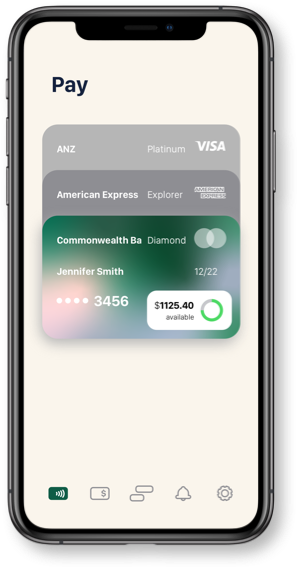 Pay
ANZ Platinum VISA
American Express Explorer AMERICAN EXPRESS
Commonwealth Ba Diamond
Jennifer Smith 12/22
•••• 3456
$1125.40
available
$